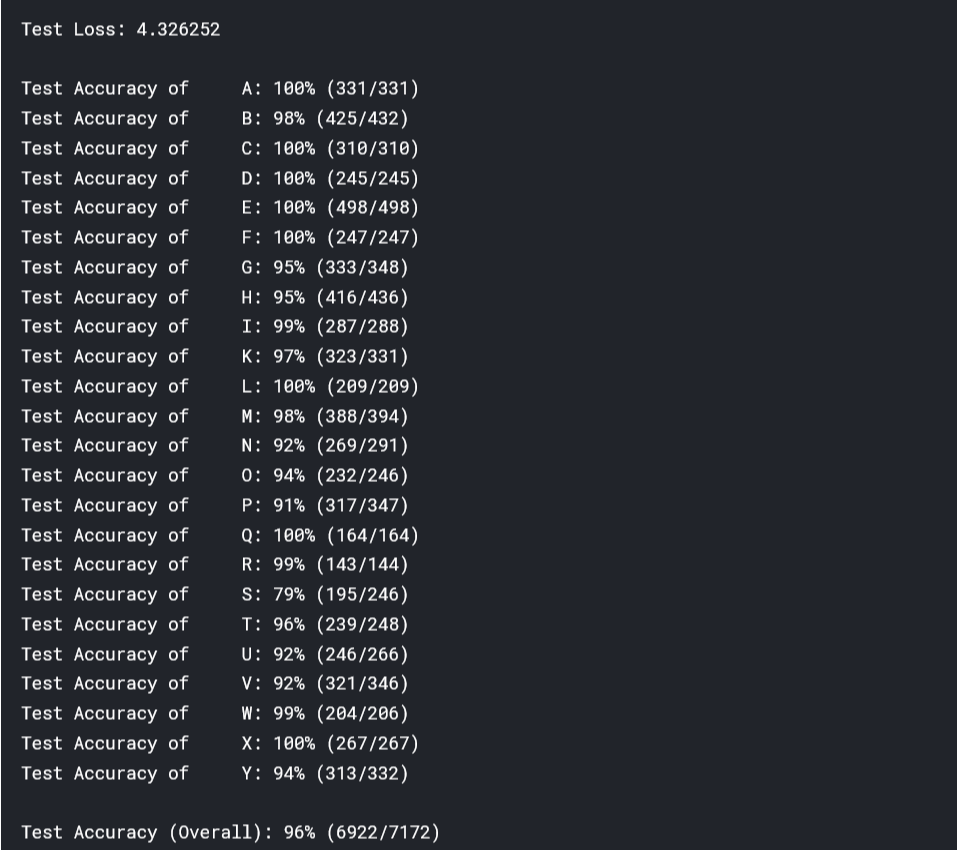 Test Loss: 4.326252
Test Accuracy of     A: 100% (331/331)
Test Accuracy of     B: 98% (425/432)
Test Accuracy of     C: 100% (310/310)
Test Accuracy of     D: 100% (245/245)
Test Accuracy of     E: 100% (498/498)
Test Accuracy of     F: 100% (247/247)
Test Accuracy of     G: 95% (333/348)
Test Accuracy of     H: 95% (416/436)
Test Accuracy of     I: 99% (287/288)
Test Accuracy of     K: 97% (323/331)
Test Accuracy of     L: 100% (209/209)
Test Accuracy of     M: 98% (388/394)
Test Accuracy of     N: 92% (269/291)
Test Accuracy of     O: 94% (232/246)
Test Accuracy of     P: 91% (317/347)
Test Accuracy of     Q: 100% (164/164)
Test Accuracy of     R: 99% (143/144)
Test Accuracy of     S: 79% (195/246)
Test Accuracy of     T: 96% (239/248)
Test Accuracy of     U: 92% (246/266)
Test Accuracy of     V: 92% (321/346)
Test Accuracy of     W: 99% (204/206)
Test Accuracy of     X: 100% (267/267)
Test Accuracy of     Y: 94% (313/332)
Test Accuracy (Overall): 96% (6922/7172)